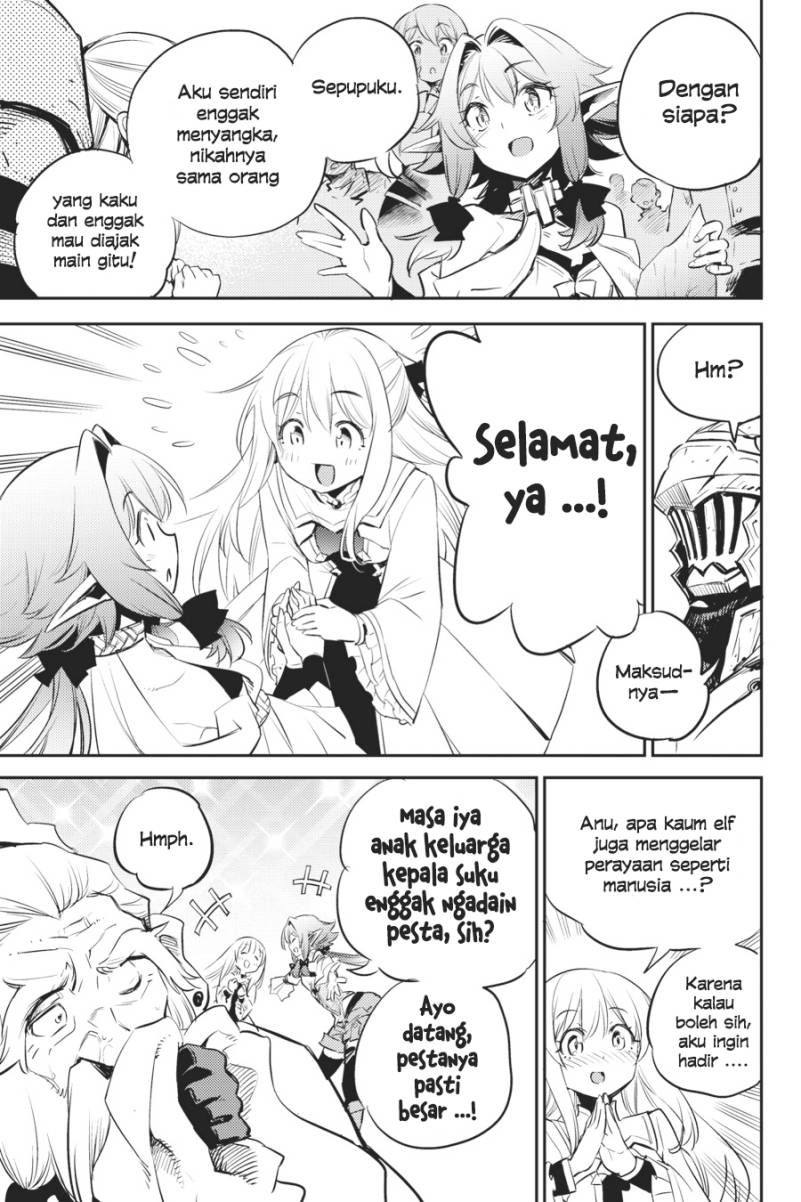 Dengan
siapa?
Sepupuku.
Aku sendiri
enggak
menyangka,
nikahnya
sama orang
yang kaku
dan enggak
mau diajak
main gitu!
Hm?
Maksud-
nya—
Selamat,
ya ...!
Anu, apa kaum elf
juga menggelar
perayaan seperti
manusia ...?
Karena
kalau
boleh sih,
aku ingin
hadir ....
Masa iya
anak keluarga
kepala suku
enggak ngadain
pesta, sih?
Ayo
datang,
pestanya
pasti
besar ...!
Hmph.